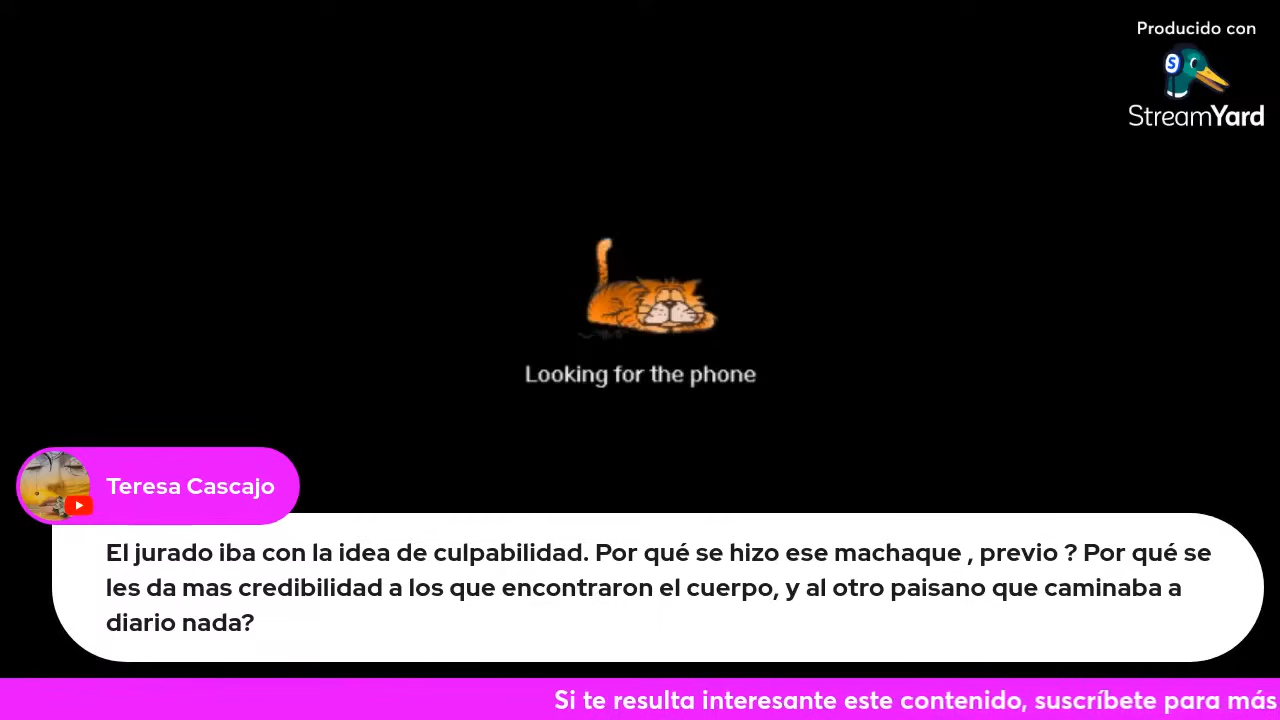 Producido con
StreamYard
Looking for the phone
Teresa Cascajo
El jurado iba con la idea de culpabilidad. Por qué se hizo ese machaque , previo ? Por qué se
les da mas credibilidad a los que encontraron el cuerpo, y al otro paisano que caminaba a
diario nada?
Si te resulta interesante este contenido, suscríbete para más